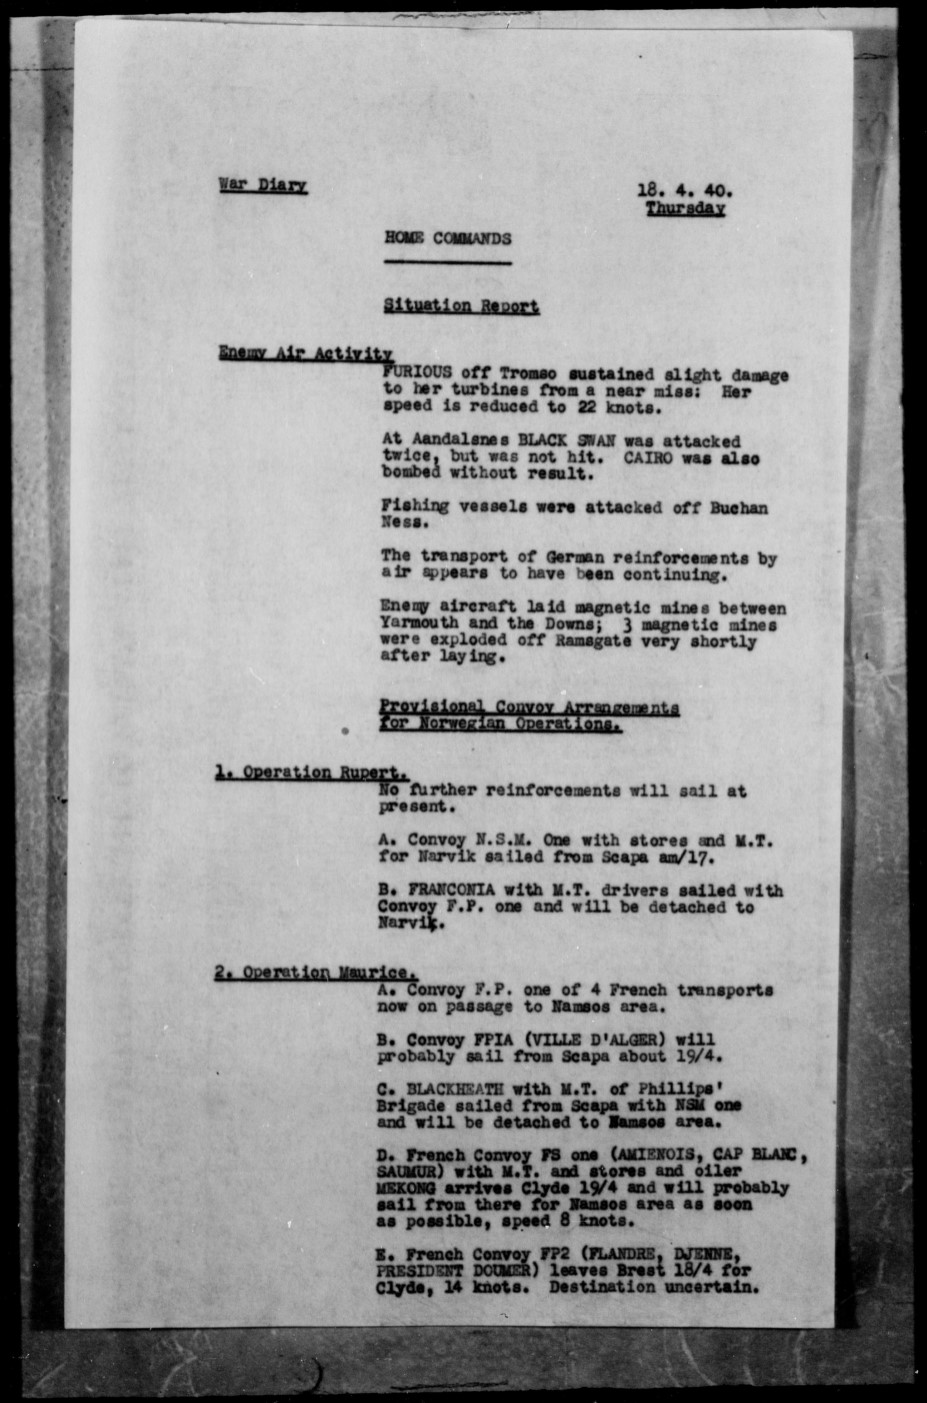 War Diary
18. 4. 40.
Thursday
HOME COMMANDS
Situation Report
Enemy Air Activity
FURIOUS off Tromso sustained slight damage
to her turbines from a near miss: Her
speed is reduced to 22 knots.
At Aandalsnes BLACK SWAN was attacked
twice, but was not hit. CAIRO was also
bombed without result.
Fishing vessels were attacked off Buchan
Ness.
The transport of German reinforcements by
air appears to have been continuing.
Enemy aircraft laid magnetic mines between
Yarmouth and the Downs; 3 magnetic mines
were exploded off Ramsgate very shortly
after laying.
Provisional Convoy Arrangements
for Norwegian Operations.
1. Operation Rupert.
No further reinforcements will sail at
present.
A. Convoy N.S.M. One with stores and M.T.
for Narvik sailed from Scapa am/17.
B. FRANCONIA with M.T. drivers sailed with
Convoy F.P. one and will be detached to
Narvik.
2. Operation Maurice.
A. Convoy F.P. one of 4 French transports
now on passage to Namsos area.
B. Convoy FPIA (VILLE D'ALGER) will
probably sail from Scapa about 19/4.
C. BLACKHEATH with M.T. of Phillips'
Brigade sailed from Scapa with NSM one
and will be detached to Namsos area.
D. French Convoy FS one (AMIENOIS, CAP BLANC,
SAUMUR) with M.T. and stores and oiler
MEKONG arrives Clyde 19/4 and will probably
sail from there for Namsos area as soon
as possible, speed 8 knots.
E. French Convoy FP2 (FLANDRE, DJENNE,
PRESIDENT DOUMER) leaves Brest 18/4 for
Clyde, 14 knots. Destination uncertain.